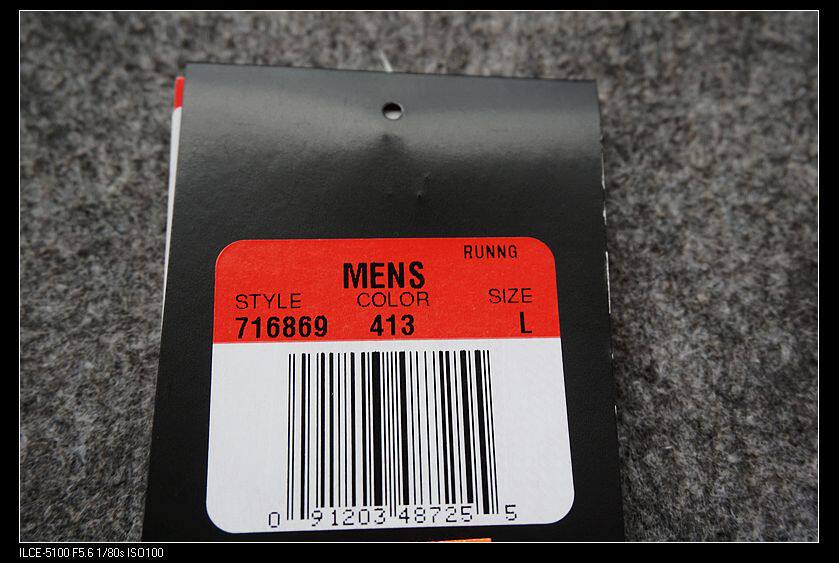 RUNNG
MENS
STYLE COLOR SIZE
716869 413 L
0 91203 48725 5
ILCE-5100 F5.6 1/80s ISO100